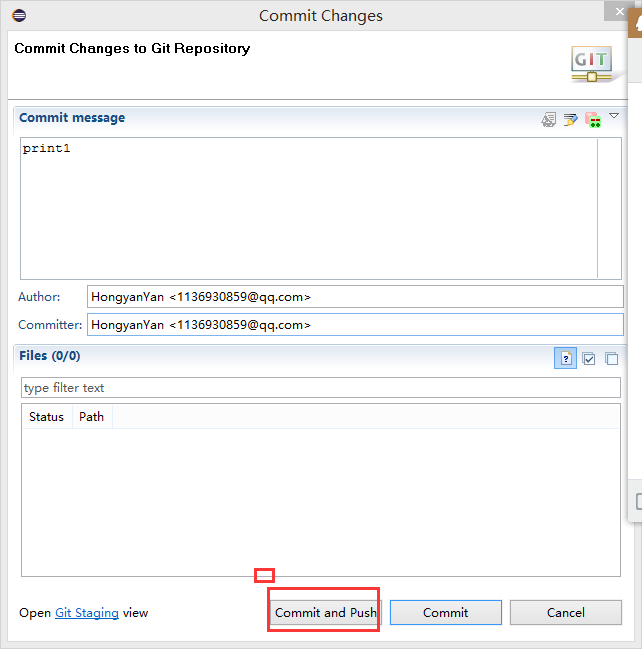 Commit Changes
Commit Changes to Git Repository
GIT
Commit message
print1
Author: HongyanYan <1136930859@qq.com>
Committer: HongyanYan <1136930859@qq.com>
Files (0/0)
type filter text
Status Path
Open Git Staging view Commit and Push Commit Cancel